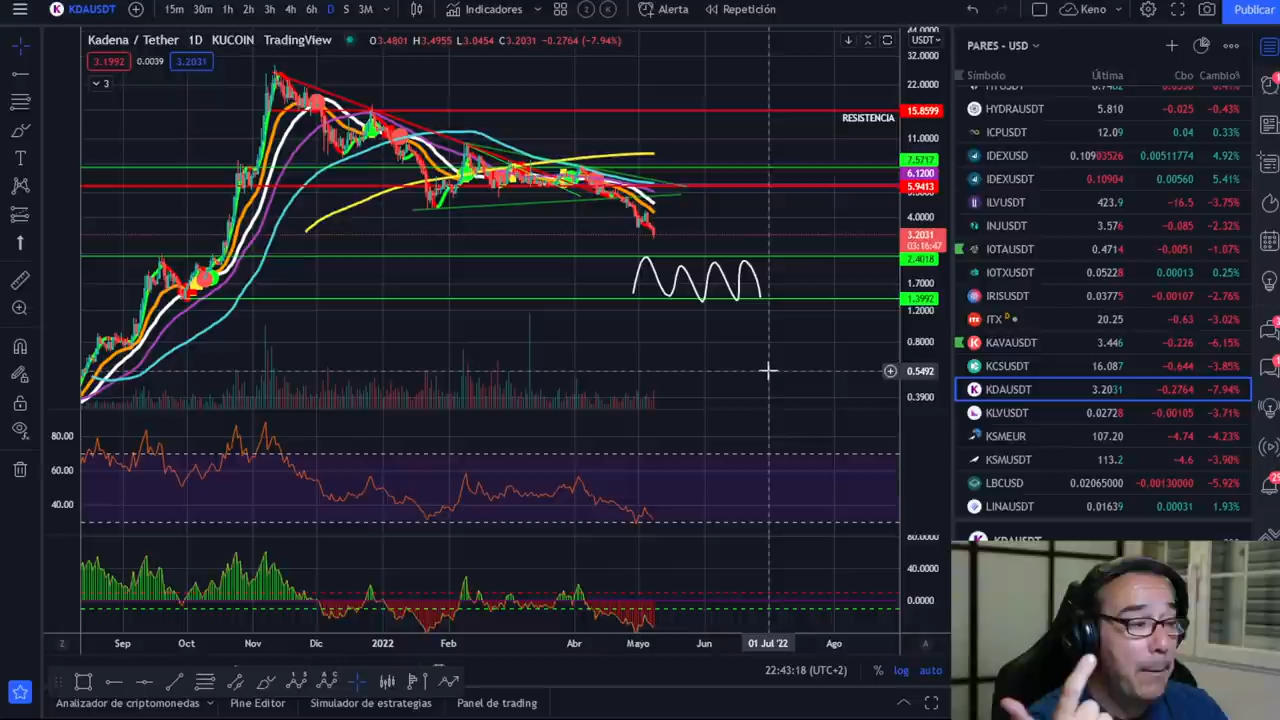 KDAUSDT 15m 30m 1h 2h 3h 4h 6h D S 3M Indicadores Alerta Repetición Keno Publicar
Kadena / Tether 1D KUCOIN TradingView O3.4801 H3.4955 L3.0454 C3.2031 −0.2764 (−7.94%) USDT
3.1992 0.0039 3.2031
3
32.0000
22.0000
15.8599
RESISTENCIA
11.0000
7.5717
6.1200
5.9413
4.0000
3.2031
03:16:47
2.4018
1.7000
1.3992
1.2000
0.8000
0.5492
0.3900
80.00
60.00
40.00
40.0000
0.0000
Sep Oct Nov Dic 2022 Feb Abr Mayo Jun 01 Jul '22 Ago
Z A
22:43:18 (UTC+2) % log auto
Analizador de criptomonedas Pine Editor Simulador de estrategias Panel de trading
PARES - USD
Símbolo Última Cbo Cambio%
HYDRAUSDT 5.810 −0.025 −0.43%
ICPUSDT 12.09 0.04 0.33%
IDEXUSD 0.10903526 0.00511774 4.92%
IDEXUSD 0.10904 0.00560 5.41%
ILVUSDT 423.9 −16.5 −3.75%
INJUSDT 3.576 −0.085 −2.32%
IOTAUSDT 0.4714 −0.0051 −1.07%
IOTXUSDT 0.05228 0.00013 0.25%
IRISUSDT 0.03775 −0.00107 −2.76%
ITX D 20.25 −0.63 −3.02%
KAVAUSDT 3.446 −0.226 −6.15%
KCSUSDT 16.087 −0.644 −3.85%
KDAUSDT 3.2031 −0.2764 −7.94%
KLVUSDT 0.02728 −0.00105 −3.71%
KSMEUR 107.20 −4.74 −4.23%
KSMUSDT 113.2 −4.6 −3.90%
LBCUSD 0.02065000 −0.00130000 −5.92%
LINAUSDT 0.01639 0.00031 1.93%
KDAUSDT